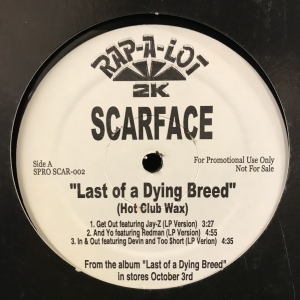 RAP-A-LOT
2K
SCARFACE
Side A
SPRO SCAR-002
For Promotional Use Only
Not For Sale
"Last of a Dying Breed"
(Hot Club Wax)
1. Get Out featuring Jay-Z (LP Version) 3:27
2. And Yo featuring Redman (LP Version) 4:55
3. In & Out featuring Devin and Too Short (LP Verion) 4:35
From the album "Last of a Dying Breed"
in stores October 3rd